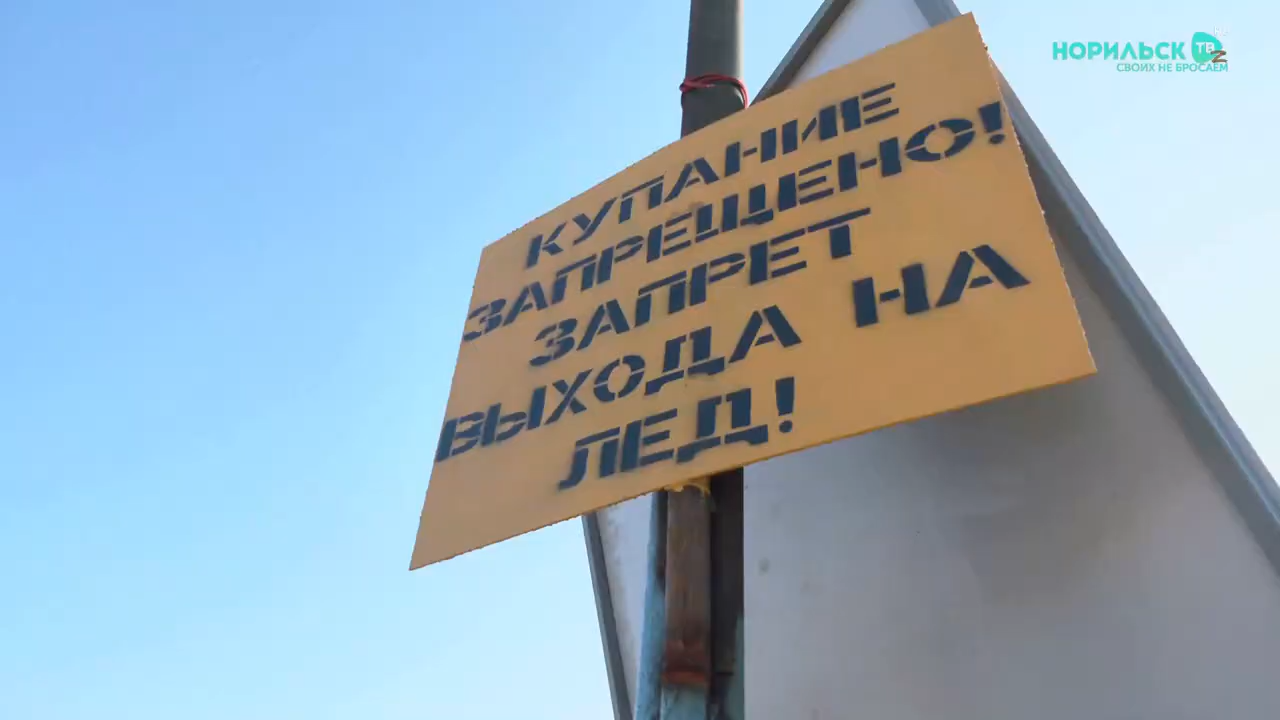 НОРИЛЬСК ТВ
СВОИХ НЕ БРОСАЕМ
КУПАНИЕ
ЗАПРЕЩЕНО!
ЗАПРЕТ
ВЫХОДА НА
ЛЕД!